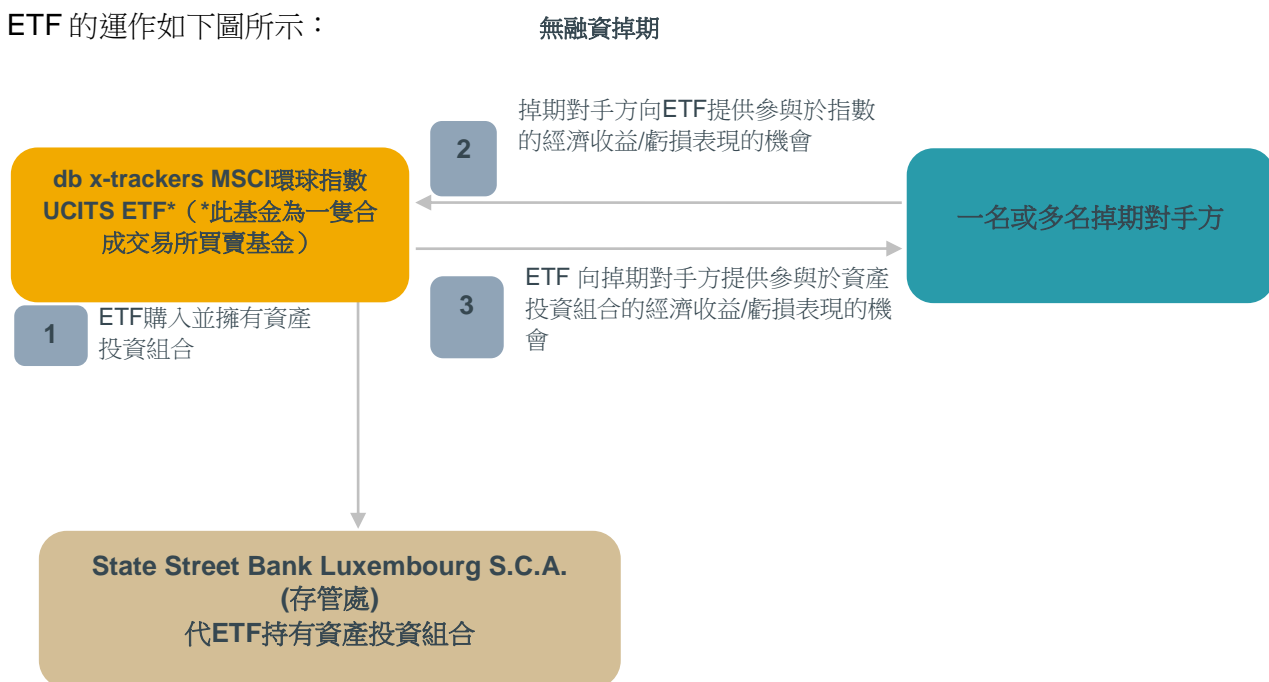 ETF 的運作如下圖所示：
無融資掉期
掉期對手方向ETF提供參與於指數
的經濟收益/虧損表現的機會
2
db x-trackers MSCI環球指數
UCITS ETF*（*此基金為一隻合
成交易所買賣基金）
一名或多名掉期對手方
ETF 向掉期對手方提供參與於資產
投資組合的經濟收益/虧損表現的機
會
3
1
ETF購入並擁有資產
投資組合
State Street Bank Luxembourg S.C.A.
(存管處)
代ETF持有資產投資組合